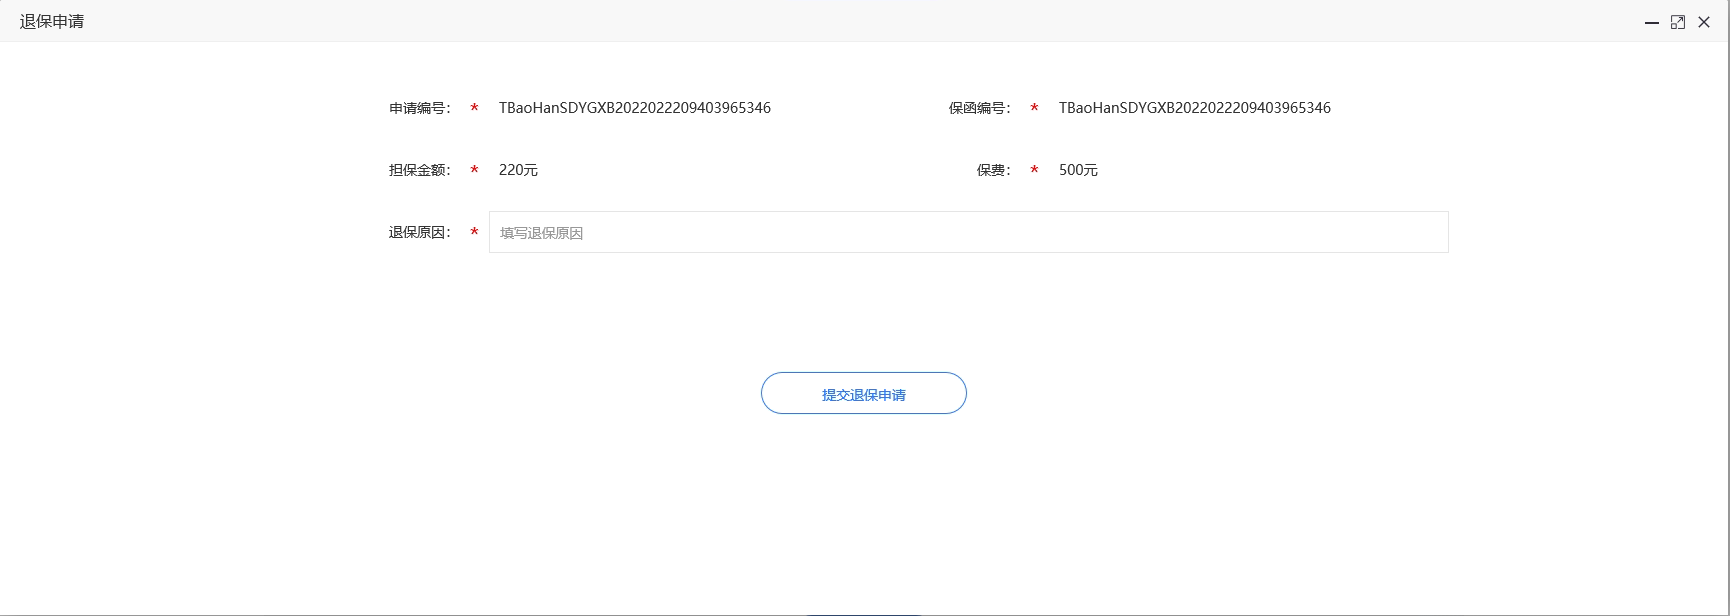 退保申请
申请编号： * TBaoHanSDYGXB2022022209403965346 保函编号： * TBaoHanSDYGXB2022022209403965346
担保金额： * 220元 保费： * 500元
退保原因： * 填写退保原因
提交退保申请